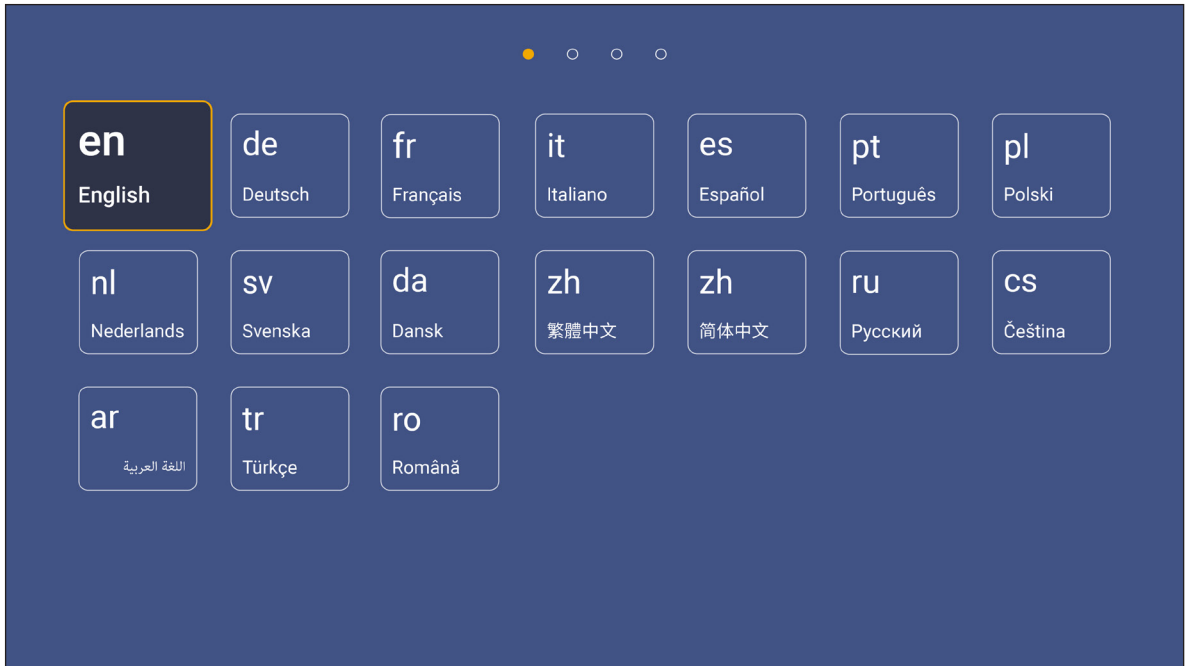 en
English
de
Deutsch
fr
Français
it
Italiano
es
Español
pt
Português
pl
Polski
nl
Nederlands
sv
Svenska
da
Dansk
zh
繁體中文
zh
简体中文
ru
Русский
cs
Čeština
ar
اللغة العربية
tr
Türkçe
ro
Română